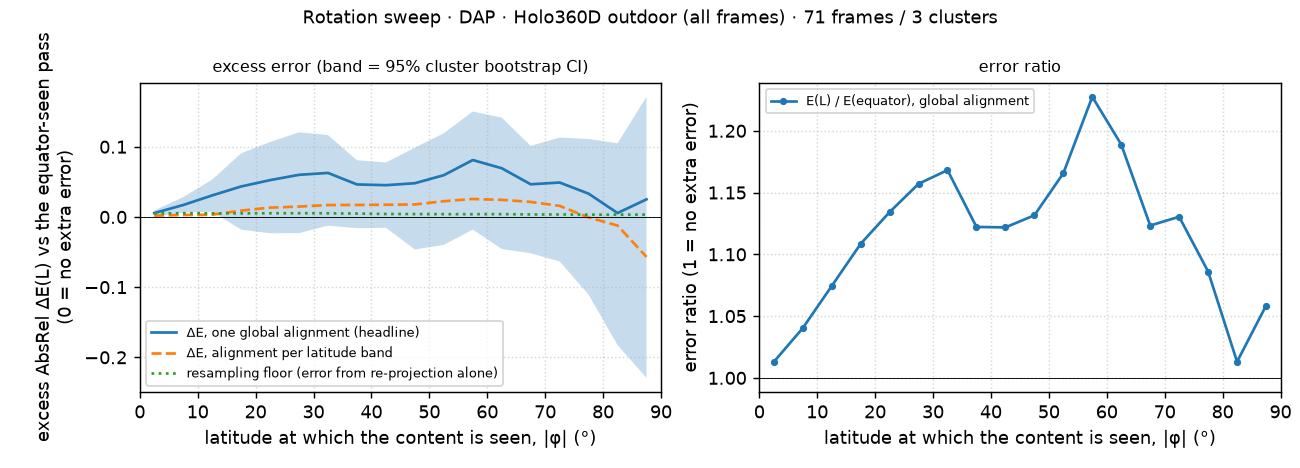 Rotation sweep · DAP · Holo360D outdoor (all frames) · 71 frames / 3 clusters
excess error (band = 95% cluster bootstrap CI)
excess AbsRel ΔE(L) vs the equator-seen pass
(0 = no extra error)
0.1
0.0
−0.1
−0.2
ΔE, one global alignment (headline)
ΔE, alignment per latitude band
resampling floor (error from re-projection alone)
0 10 20 30 40 50 60 70 80 90
latitude at which the content is seen, |φ| (°)
error ratio
error ratio (1 = no extra error)
E(L) / E(equator), global alignment
1.20
1.15
1.10
1.05
1.00
0 10 20 30 40 50 60 70 80 90
latitude at which the content is seen, |φ| (°)